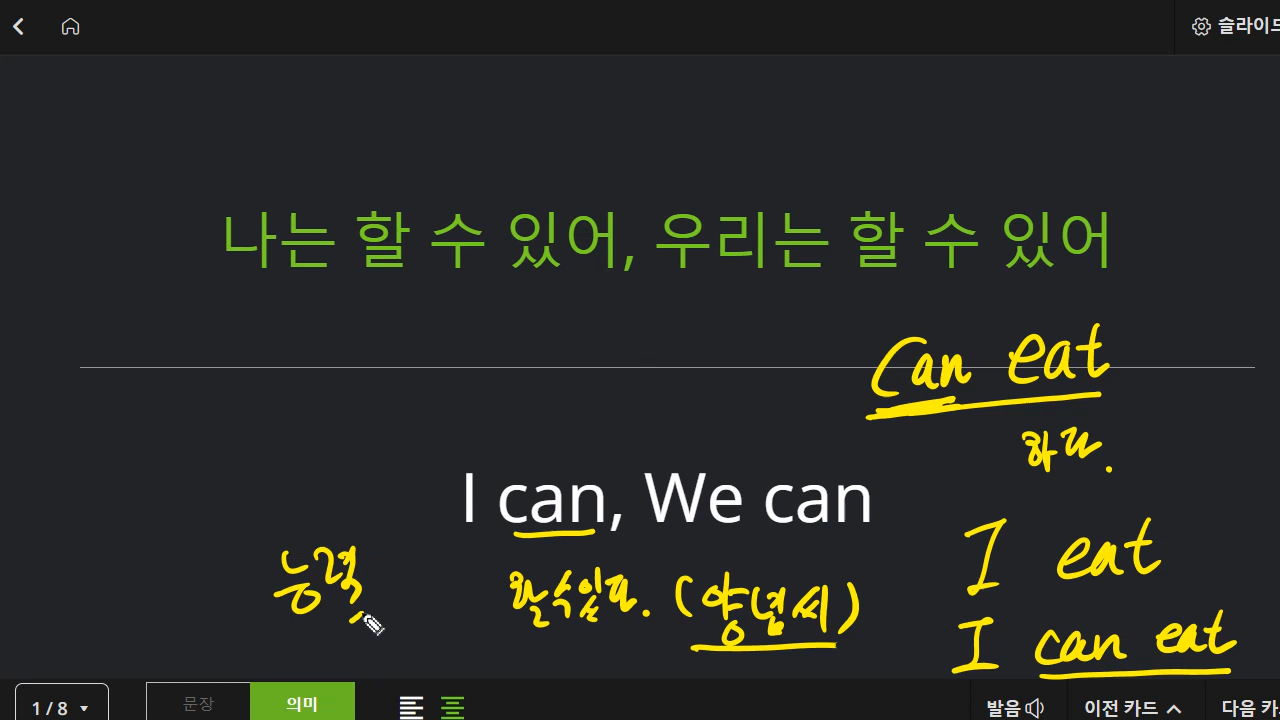 슬라이드
나는 할 수 있어, 우리는 할 수 있어
Can eat
하다.
I can, We can
I eat
능력
할수있다. (양념씨)
I can eat
1 / 8
문장
의미
발음
이전 카드
다음 카